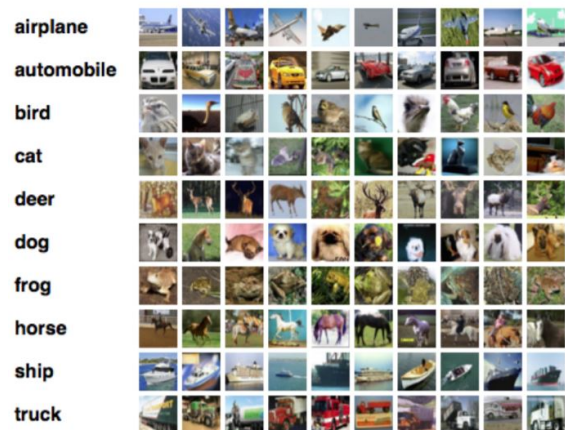 airplane
automobile
bird
cat
deer
dog
frog
horse
ship
truck